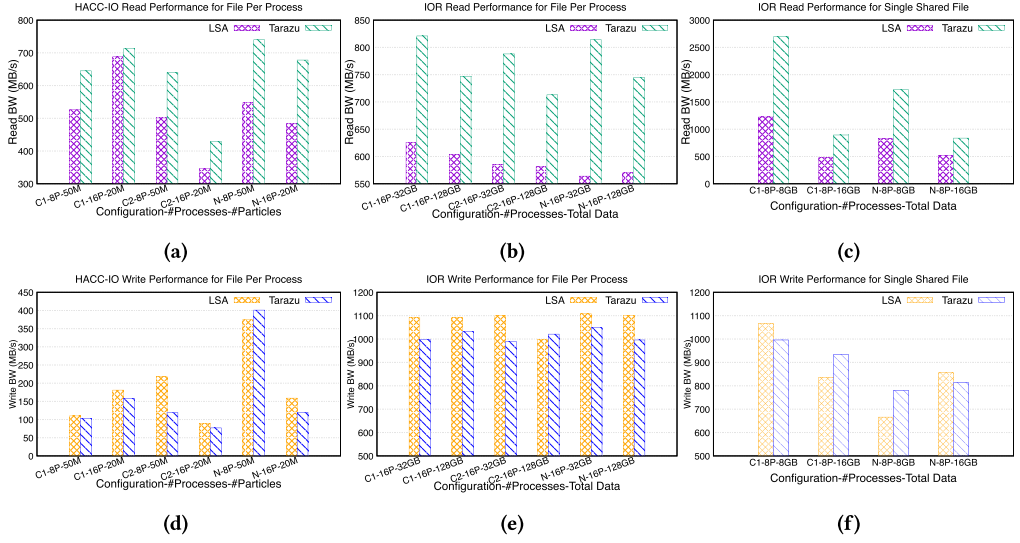 HACC-IO Read Performance for File Per Process
LSA Tarazu
Read BW (MB/s)
800
700
600
500
400
300
C1-8P-50M C1-16P-20M C2-8P-50M C2-16P-20M N-8P-50M N-16P-20M
Configuration-#Processes-#Particles
(a)
IOR Read Performance for File Per Process
LSA Tarazu
Read BW (MB/s)
850
800
750
700
650
600
550
C1-16P-32GB C1-16P-128GB C2-16P-32GB C2-16P-128GB N-16P-32GB N-16P-128GB
Configuration-#Processes-Total Data
(b)
IOR Read Performance for Single Shared File
LSA Tarazu
Read BW (MB/s)
3000
2500
2000
1500
1000
500
0
C1-8P-8GB C1-8P-16GB N-8P-8GB N-8P-16GB
Configuration-#Processes-Total Data
(c)
HACC-IO Write Performance for File Per Process
LSA Tarazu
Write BW (MB/s)
450
400
350
300
250
200
150
100
50
0
C1-8P-50M C1-16P-20M C2-8P-50M C2-16P-20M N-8P-50M N-16P-20M
Configuration-#Processes-#Particles
(d)
IOR Write Performance for File Per Process
LSA Tarazu
Write BW (MB/s)
1200
1100
1000
900
800
700
600
500
C1-16P-32GB C1-16P-128GB C2-16P-32GB C2-16P-128GB N-16P-32GB N-16P-128GB
Configuration-#Processes-Total Data
(e)
IOR Write Performance for Single Shared File
LSA Tarazu
Write BW (MB/s)
1200
1100
1000
900
800
700
600
500
C1-8P-8GB C1-8P-16GB N-8P-8GB N-8P-16GB
Configuration-#Processes-Total Data
(f)